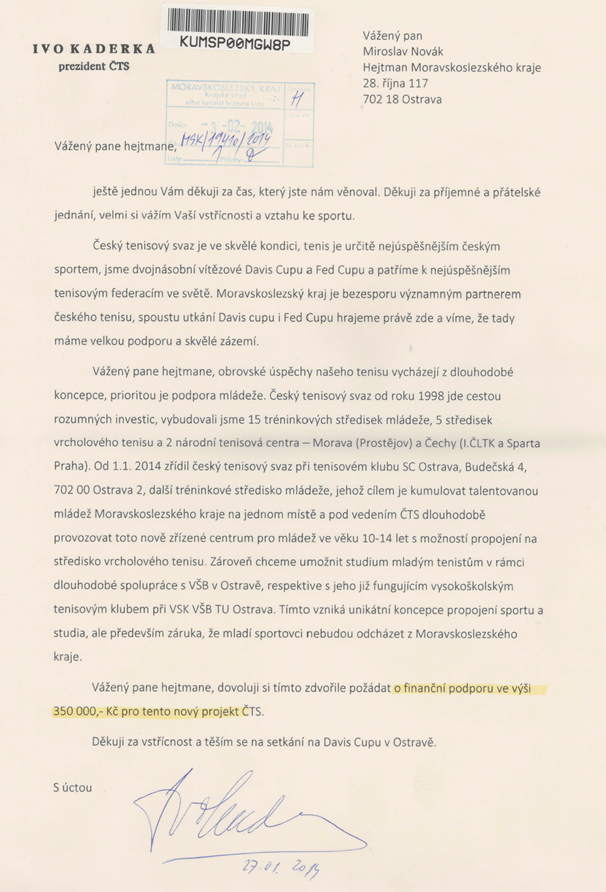 KUMSP00MGW8P
IVO KADERKA
prezident ČTS
Vážený pan
Miroslav Novák
Hejtman Moravskoslezského kraje
28. října 117
702 18 Ostrava
MORAVSKOSLEZSKÝ KRAJ
Krajský úřad
H
-3-02-2014
MSK/19410/2014
Vážený pane hejtmane,
ještě jednou Vám děkuji za čas, který jste nám věnoval. Děkuji za příjemné a přátelské
jednání, velmi si vážím Vaší vstřícnosti a vztahu ke sportu.
Český tenisový svaz je ve skvělé kondici, tenis je určitě nejúspěšnějším českým
sportem, jsme dvojnásobní vítězové Davis Cupu a Fed Cupu a patříme k nejúspěšnějším
tenisovým federacím ve světě. Moravskoslezský kraj je bezesporu významným partnerem
českého tenisu, spoustu utkání Davis cupu i Fed Cupu hrajeme právě zde a víme, že tady
máme velkou podporu a skvělé zázemí.
Vážený pane hejtmane, obrovské úspěchy našeho tenisu vycházejí z dlouhodobé
koncepce, prioritou je podpora mládeže. Český tenisový svaz od roku 1998 jde cestou
rozumných investic, vybudovali jsme 15 tréninkových středisek mládeže, 5 středisek
vrcholového tenisu a 2 národní tenisová centra – Morava (Prostějov) a Čechy (I.ČLTK a Sparta
Praha). Od 1.1. 2014 zřídil český tenisový svaz při tenisovém klubu SC Ostrava, Budečská 4,
702 00 Ostrava 2, další tréninkové středisko mládeže, jehož cílem je kumulovat talentovanou
mládež Moravskoslezského kraje na jednom místě a pod vedením ČTS dlouhodobě
provozovat toto nově zřízené centrum pro mládež ve věku 10-14 let s možností propojení na
středisko vrcholového tenisu. Zároveň chceme umožnit studium mladým tenistům v rámci
dlouhodobé spolupráce s VŠB v Ostravě, respektive s jeho již fungujícím vysokoškolským
tenisovým klubem při VSK VŠB TU Ostrava. Tímto vzniká unikátní koncepce propojení sportu a
studia, ale především záruka, že mladí sportovci nebudou odcházet z Moravskoslezského
kraje.
Vážený pane hejtmane, dovoluji si tímto zdvořile požádat o finanční podporu ve výši
350 000,- Kč pro tento nový projekt ČTS.
Děkuji za vstřícnost a těším se na setkání na Davis Cupu v Ostravě.
S úctou
27.01. 2014